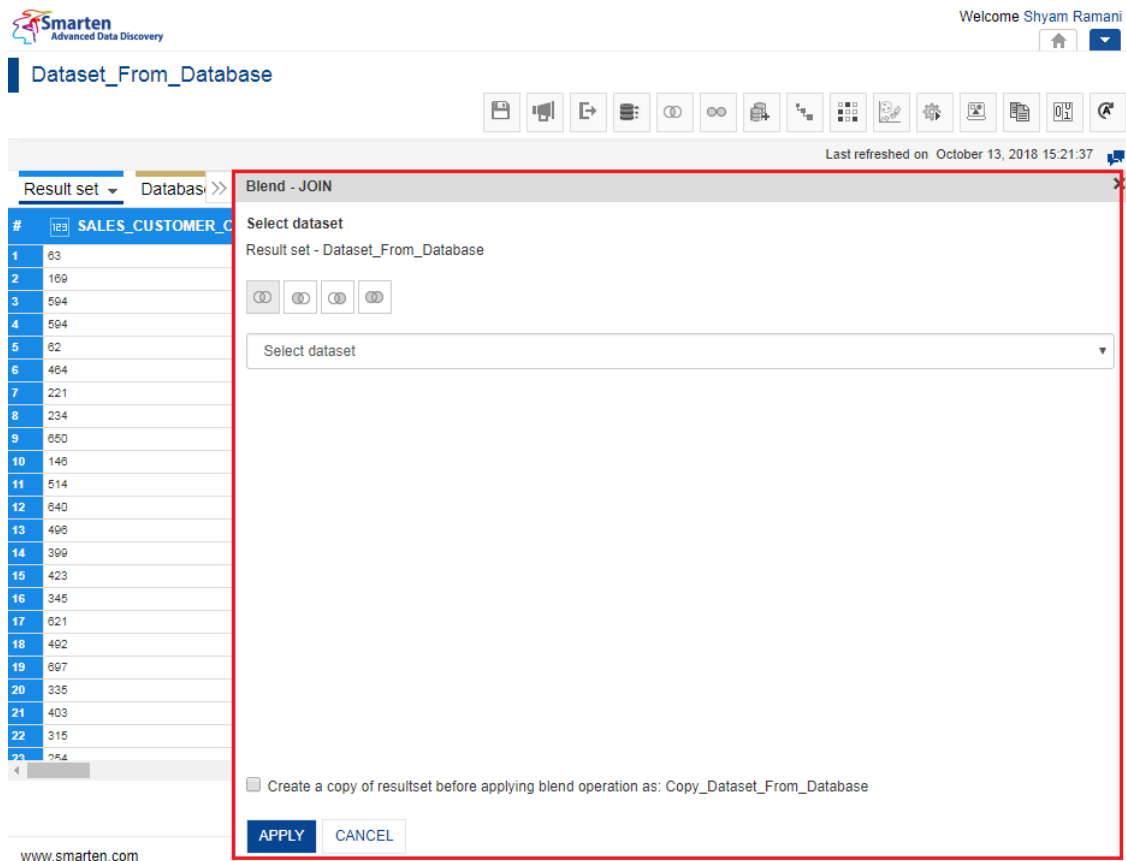 Smarten
Advanced Data Discovery
Welcome Shyam Ramani
Dataset_From_Database
Last refreshed on October 13, 2018 15:21:37
Result set
Databas
Blend - JOIN
# 123 SALES_CUSTOMER_C
1 63
2 169
3 594
4 594
5 62
6 464
7 221
8 234
9 650
10 146
11 514
12 640
13 496
14 399
15 423
16 345
17 621
18 492
19 697
20 335
21 403
22 315
23 254
Select dataset
Result set - Dataset_From_Database
Select dataset
Create a copy of resultset before applying blend operation as: Copy_Dataset_From_Database
APPLY CANCEL
www.smarten.com